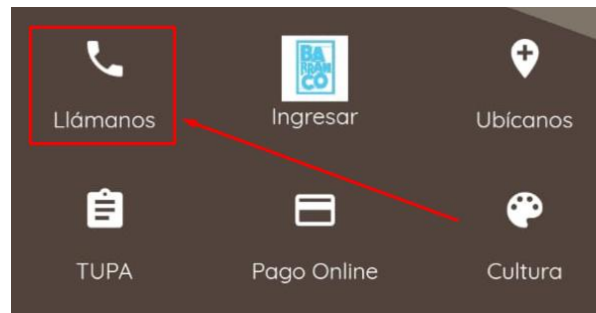 BA
RRAN
CO
Llámanos
Ingresar
Ubícanos
TUPA
Pago Online
Cultura